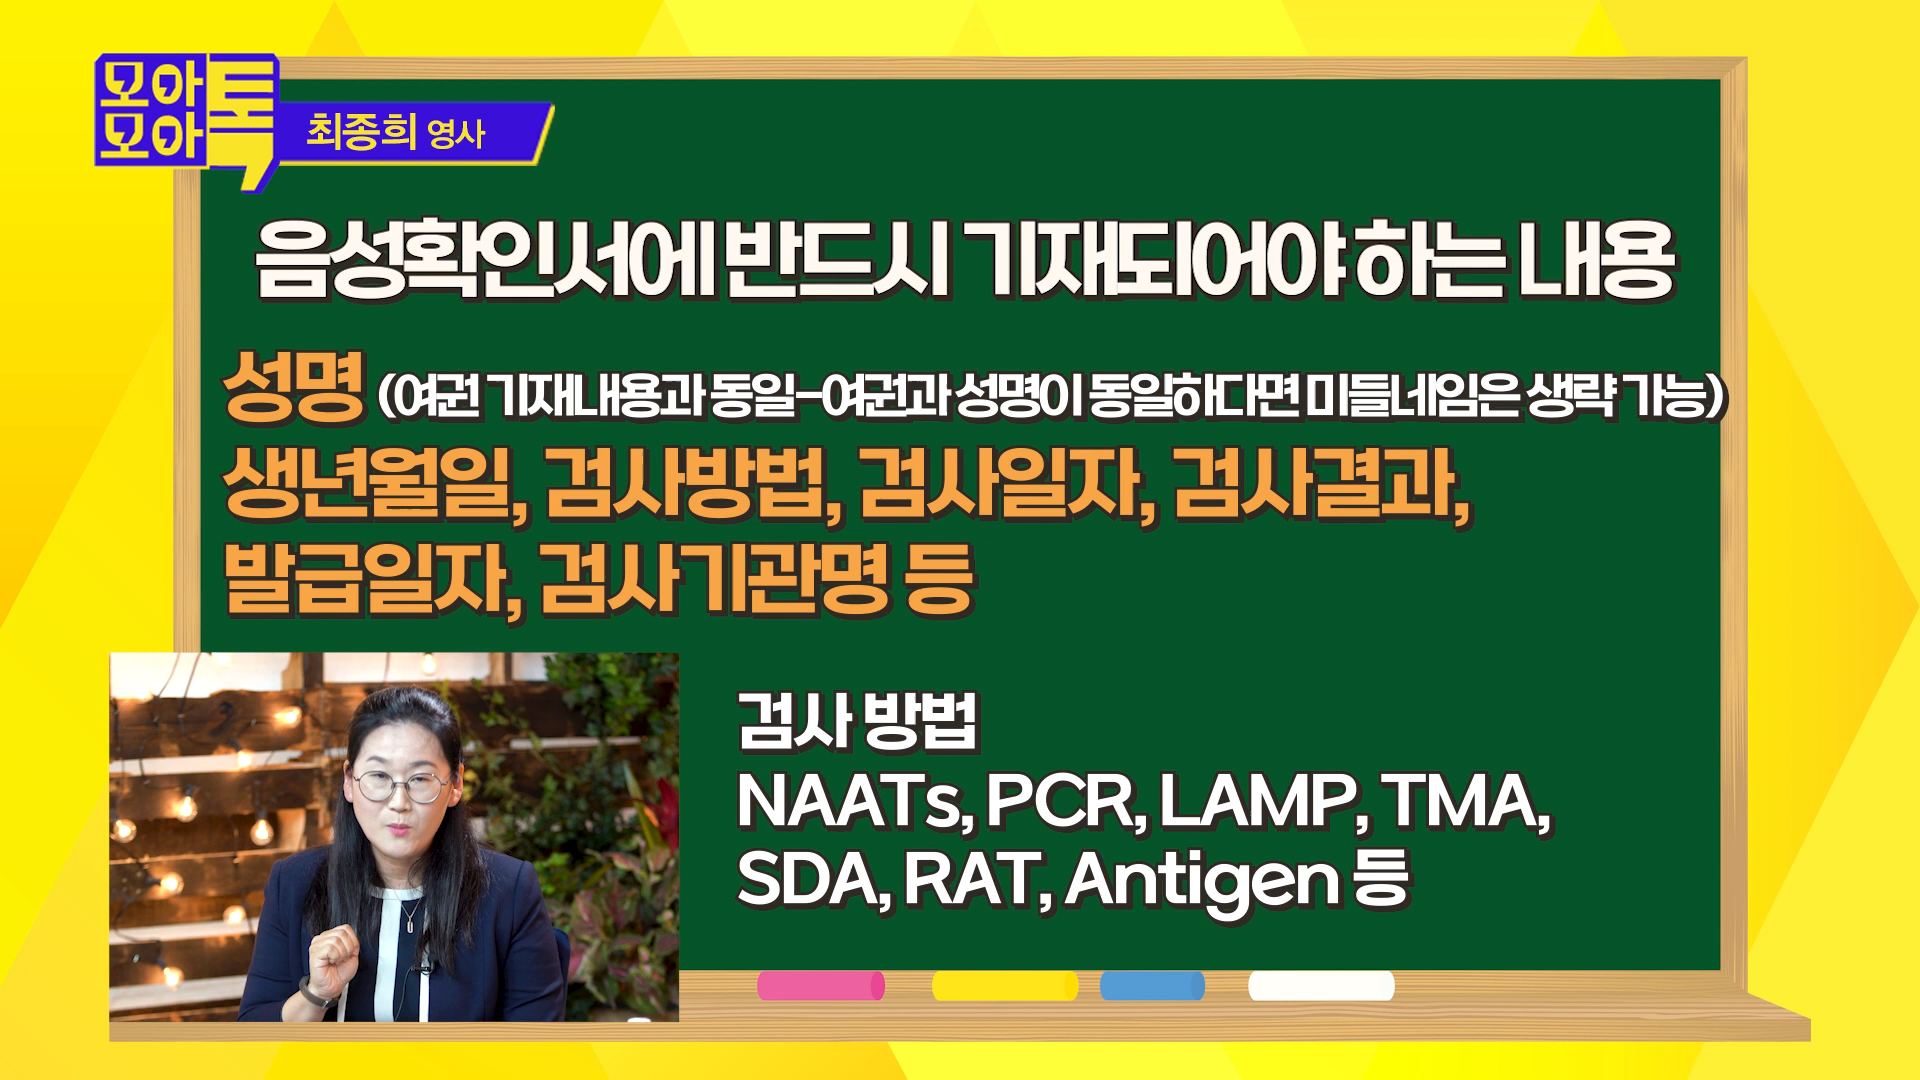 모아
모아
톡
최종희 영사
음성확인서에 반드시 기재되어야 하는 내용
성명 (여권 기재내용과 동일-여권과 성명이 동일하다면 미들네임은 생략 가능)
생년월일, 검사방법, 검사일자, 검사결과,
발급일자, 검사기관명 등
검사 방법
NAATs, PCR, LAMP, TMA,
SDA, RAT, Antigen 등